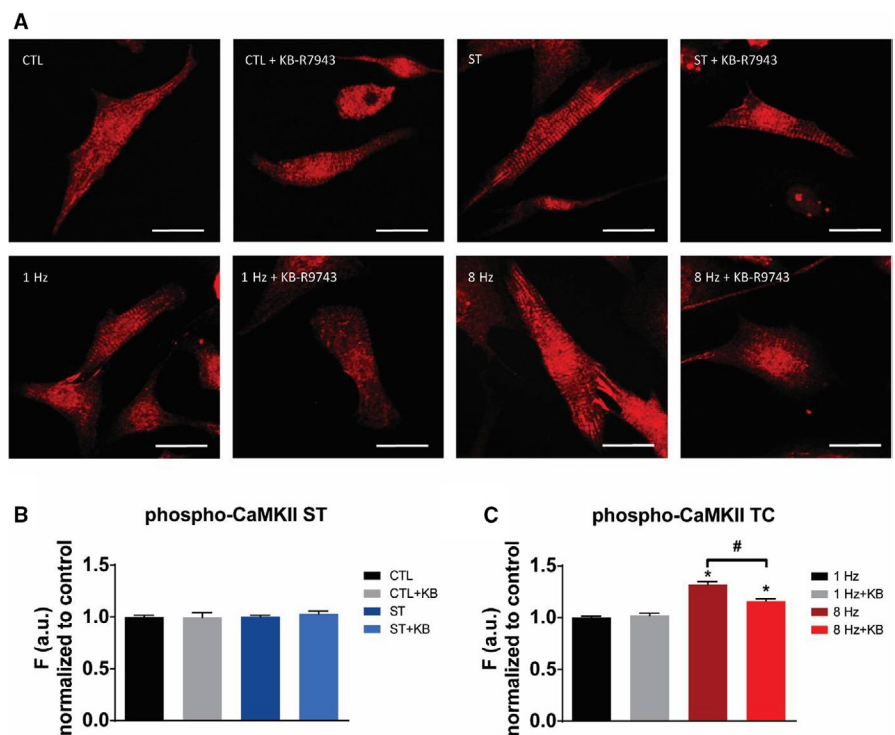 A
CTL
CTL + KB-R7943
ST
ST + KB-R7943
1 Hz
1 Hz + KB-R9743
8 Hz
8 Hz + KB-R9743
B
phospho-CaMKII ST
F (a.u.)
normalized to control
1.5
1.0
0.5
0.0
CTL
CTL+KB
ST
ST+KB
C
phospho-CaMKII TC
F (a.u.)
normalized to control
1.5
1.0
0.5
0.0
#
*
*
1 Hz
1 Hz+KB
8 Hz
8 Hz+KB